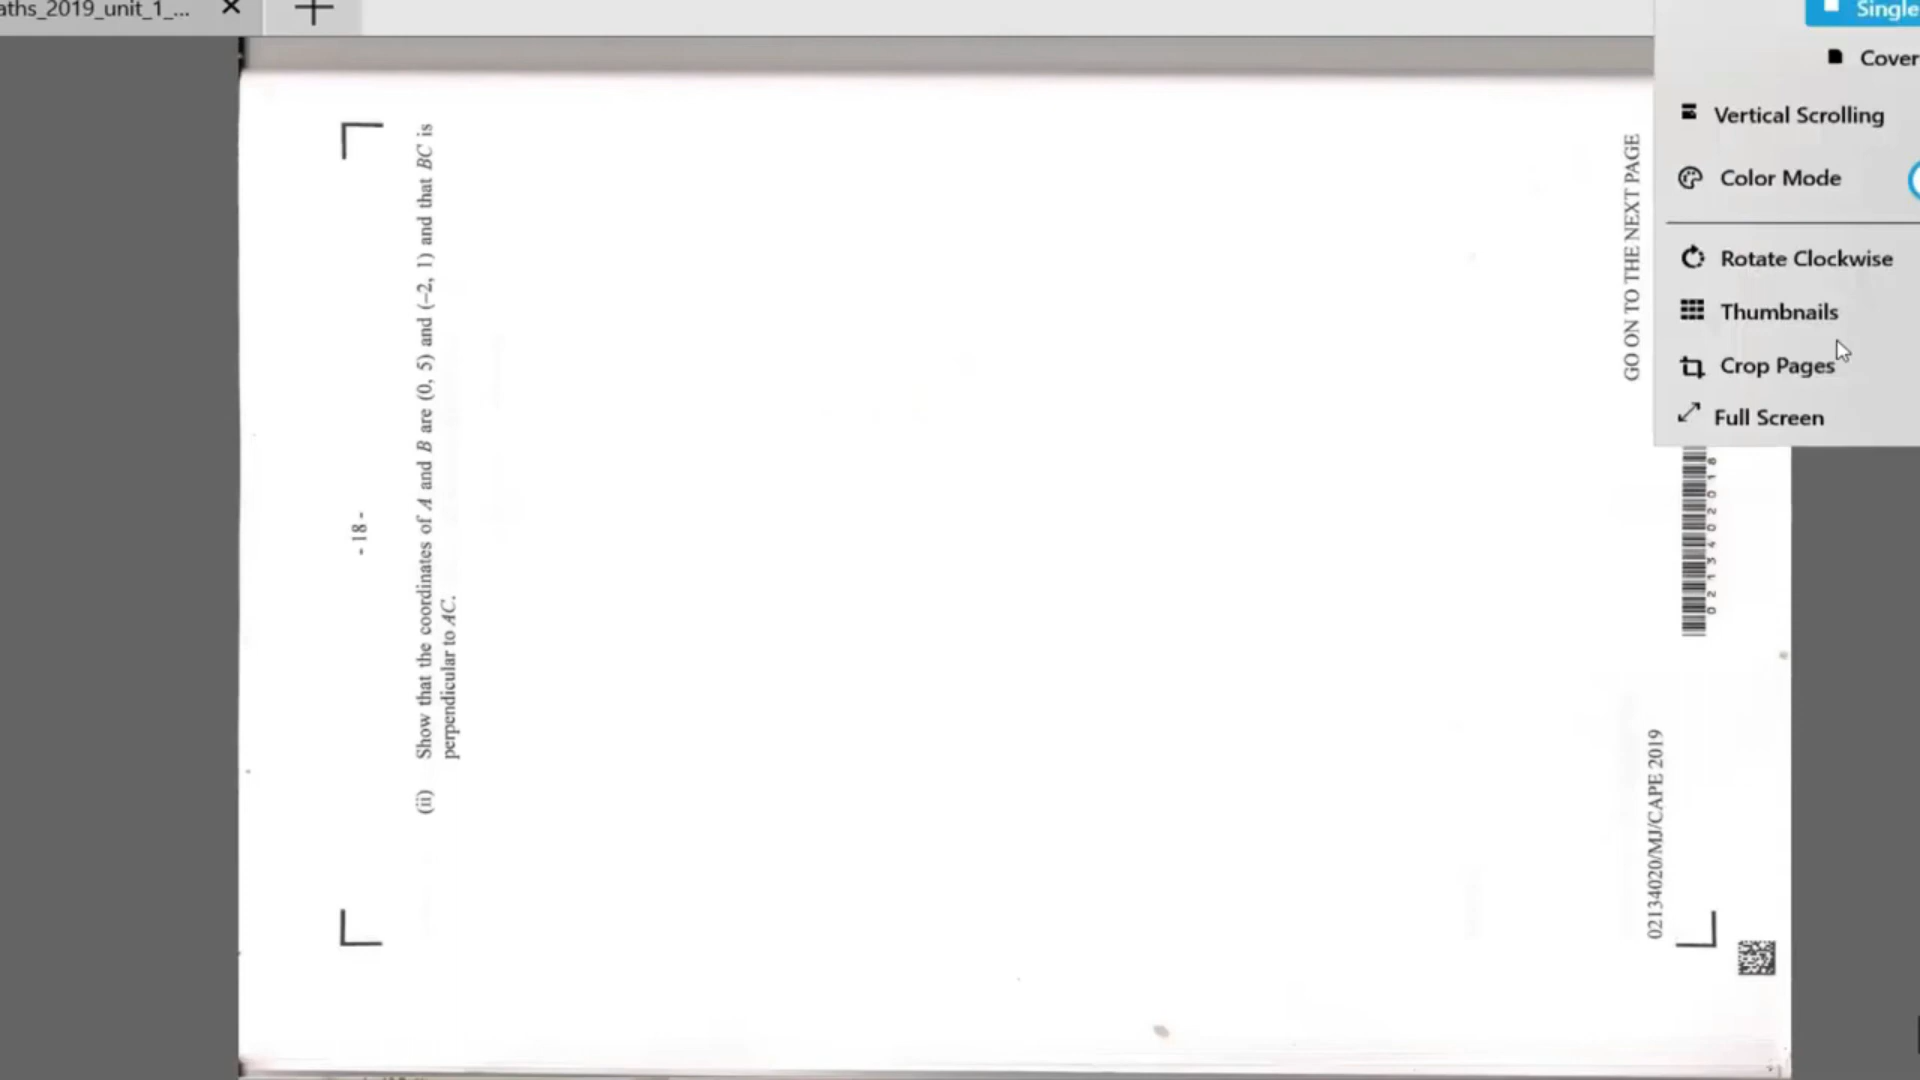 aths_2019_unit_1_...
Single
Cover
Vertical Scrolling
Color Mode
Rotate Clockwise
Thumbnails
Crop Pages
Full Screen
- 18 -
(ii) Show that the coordinates of A and B are (0, 5) and (–2, 1) and that BC is
perpendicular to AC.
GO ON TO THE NEXT PAGE
02134020/MJ/CAPE 2019
0213402018